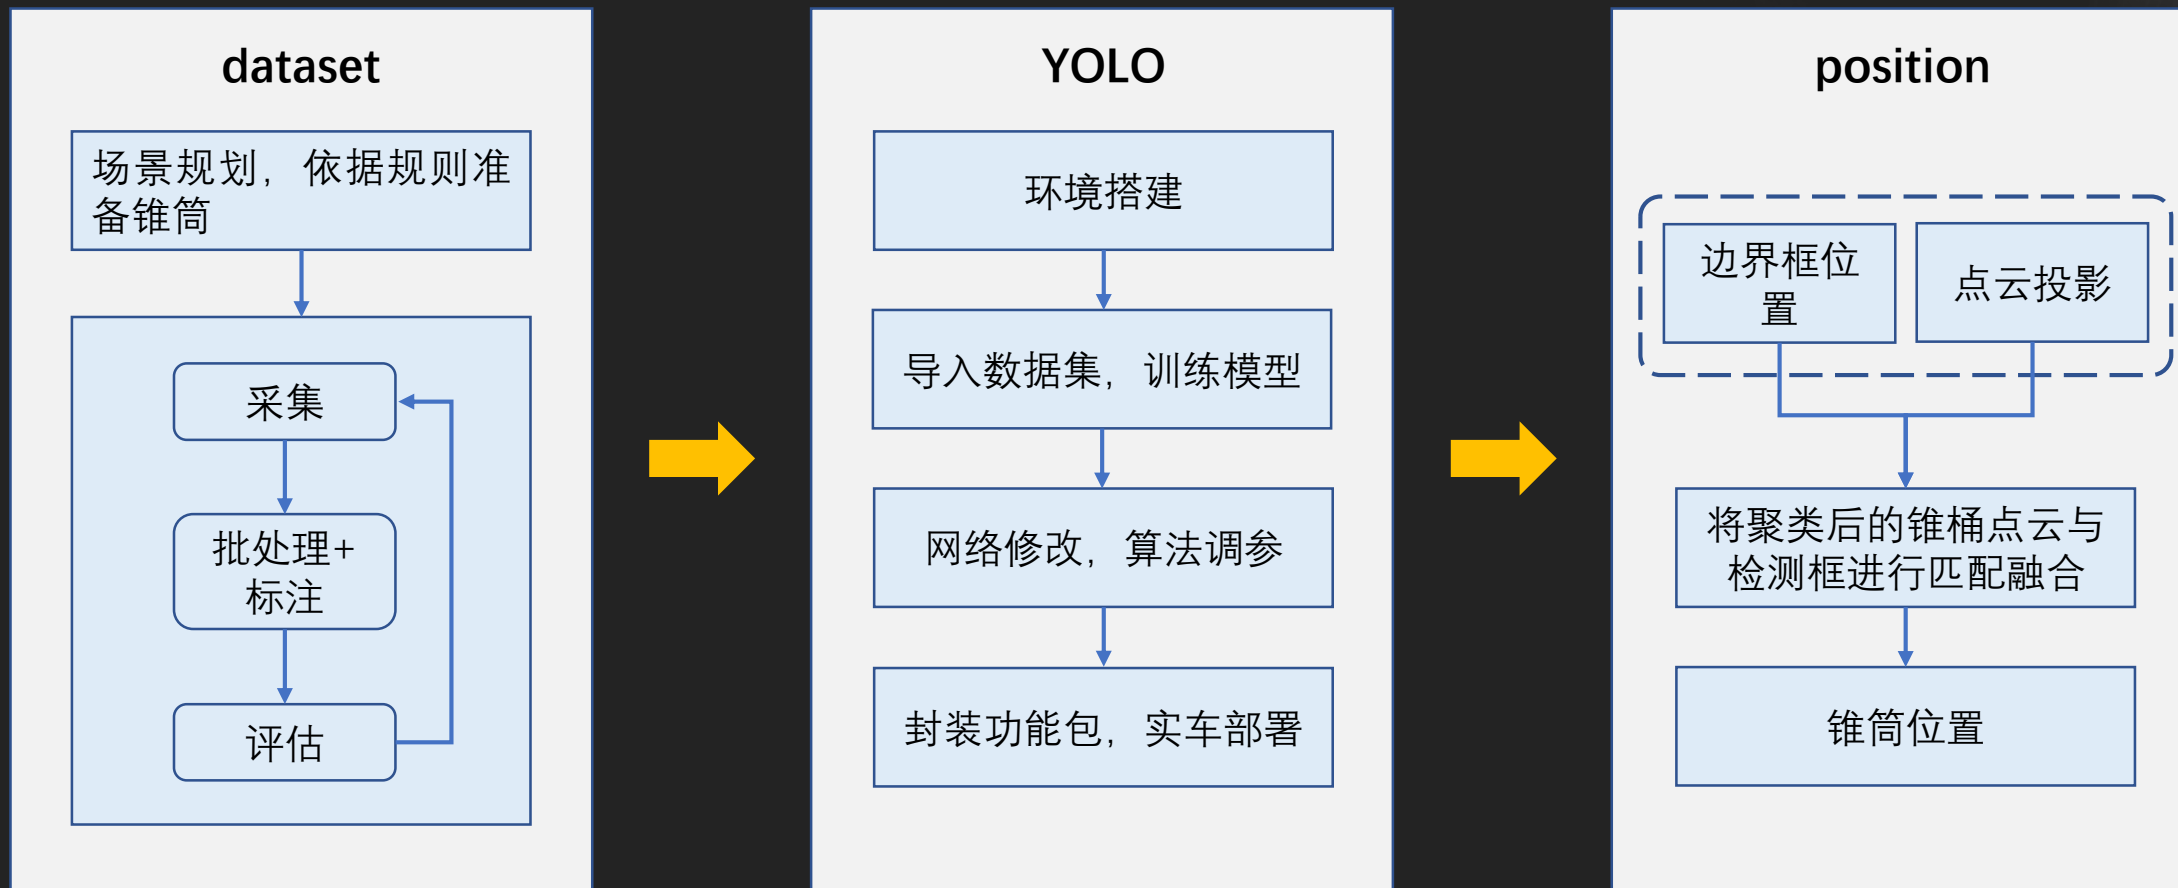 dataset
场景规划，依据规则准
备锥筒
采集
批处理+
标注
评估
YOLO
环境搭建
导入数据集，训练模型
网络修改，算法调参
封装功能包，实车部署
position
边界框位
置
点云投影
将聚类后的锥桶点云与
检测框进行匹配融合
锥筒位置